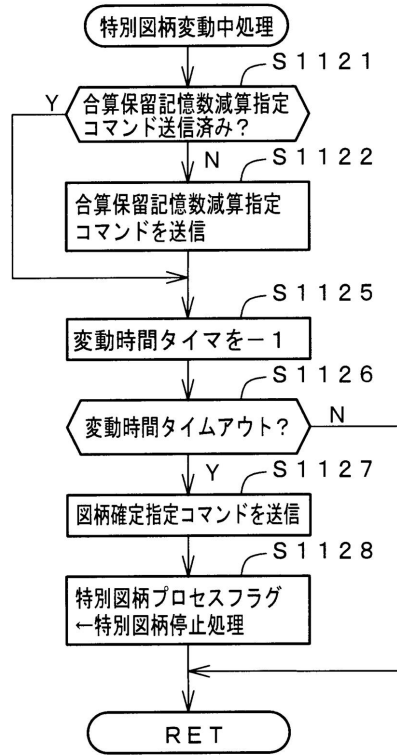 特別図柄変動中処理
S1121
Y
合算保留記憶数減算指定
コマンド送信済み？
N
S1122
合算保留記憶数減算指定
コマンドを送信
S1125
変動時間タイマを－1
S1126
変動時間タイムアウト？
N
Y
S1127
図柄確定指定コマンドを送信
S1128
特別図柄プロセスフラグ
←特別図柄停止処理
RET